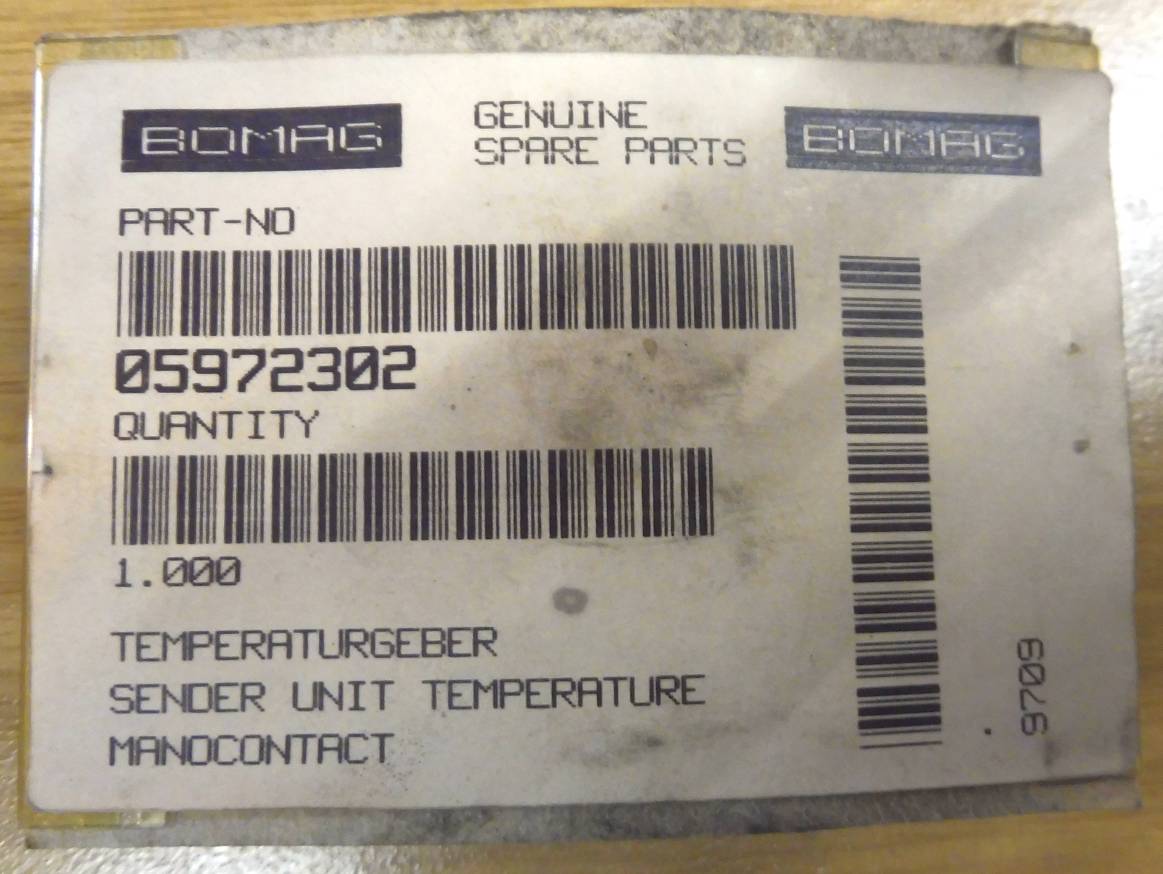 BOMAG
GENUINE
SPARE PARTS
BOMAG
PART-NO
05972302
QUANTITY
1.000
TEMPERATURGEBER
SENDER UNIT TEMPERATURE
MANOCONTACT
9709